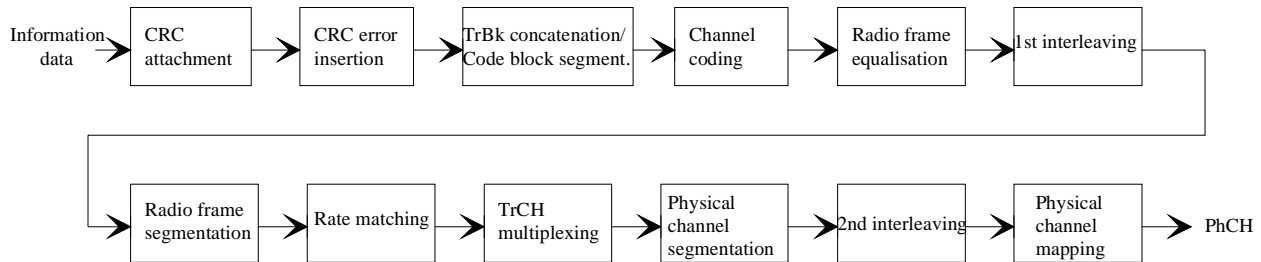 Information
data
CRC
attachment
CRC error
insertion
TrBk concatenation/
Code block segment.
Channel
coding
Radio frame
equalisation
1st interleaving
Radio frame
segmentation
Rate matching
TrCH
multiplexing
Physical
channel
segmentation
2nd interleaving
Physical
channel
mapping
PhCH